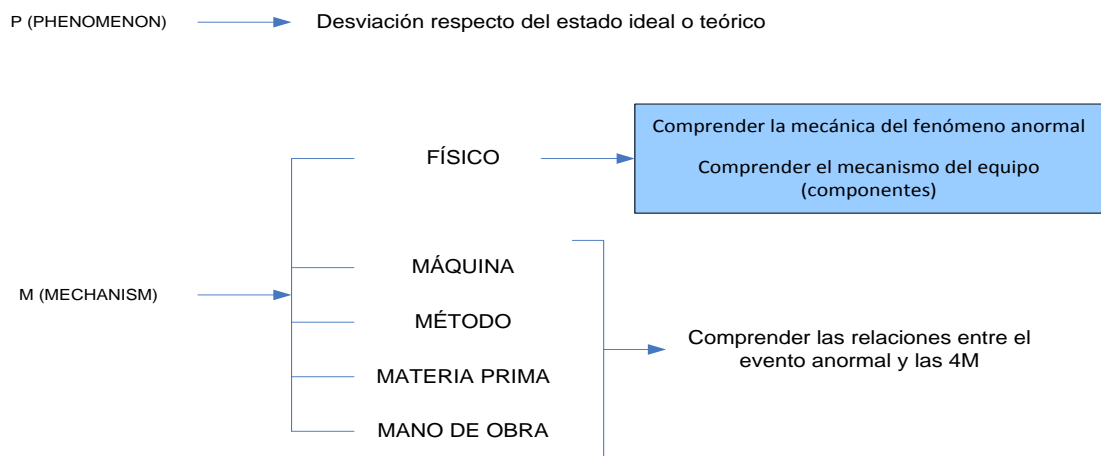 P (PHENOMENON)
Desviación respecto del estado ideal o teórico
FÍSICO
Comprender la mecánica del fenómeno anormal
Comprender el mecanismo del equipo
(componentes)
M (MECHANISM)
MÁQUINA
MÉTODO
MATERIA PRIMA
MANO DE OBRA
Comprender las relaciones entre el
evento anormal y las 4M